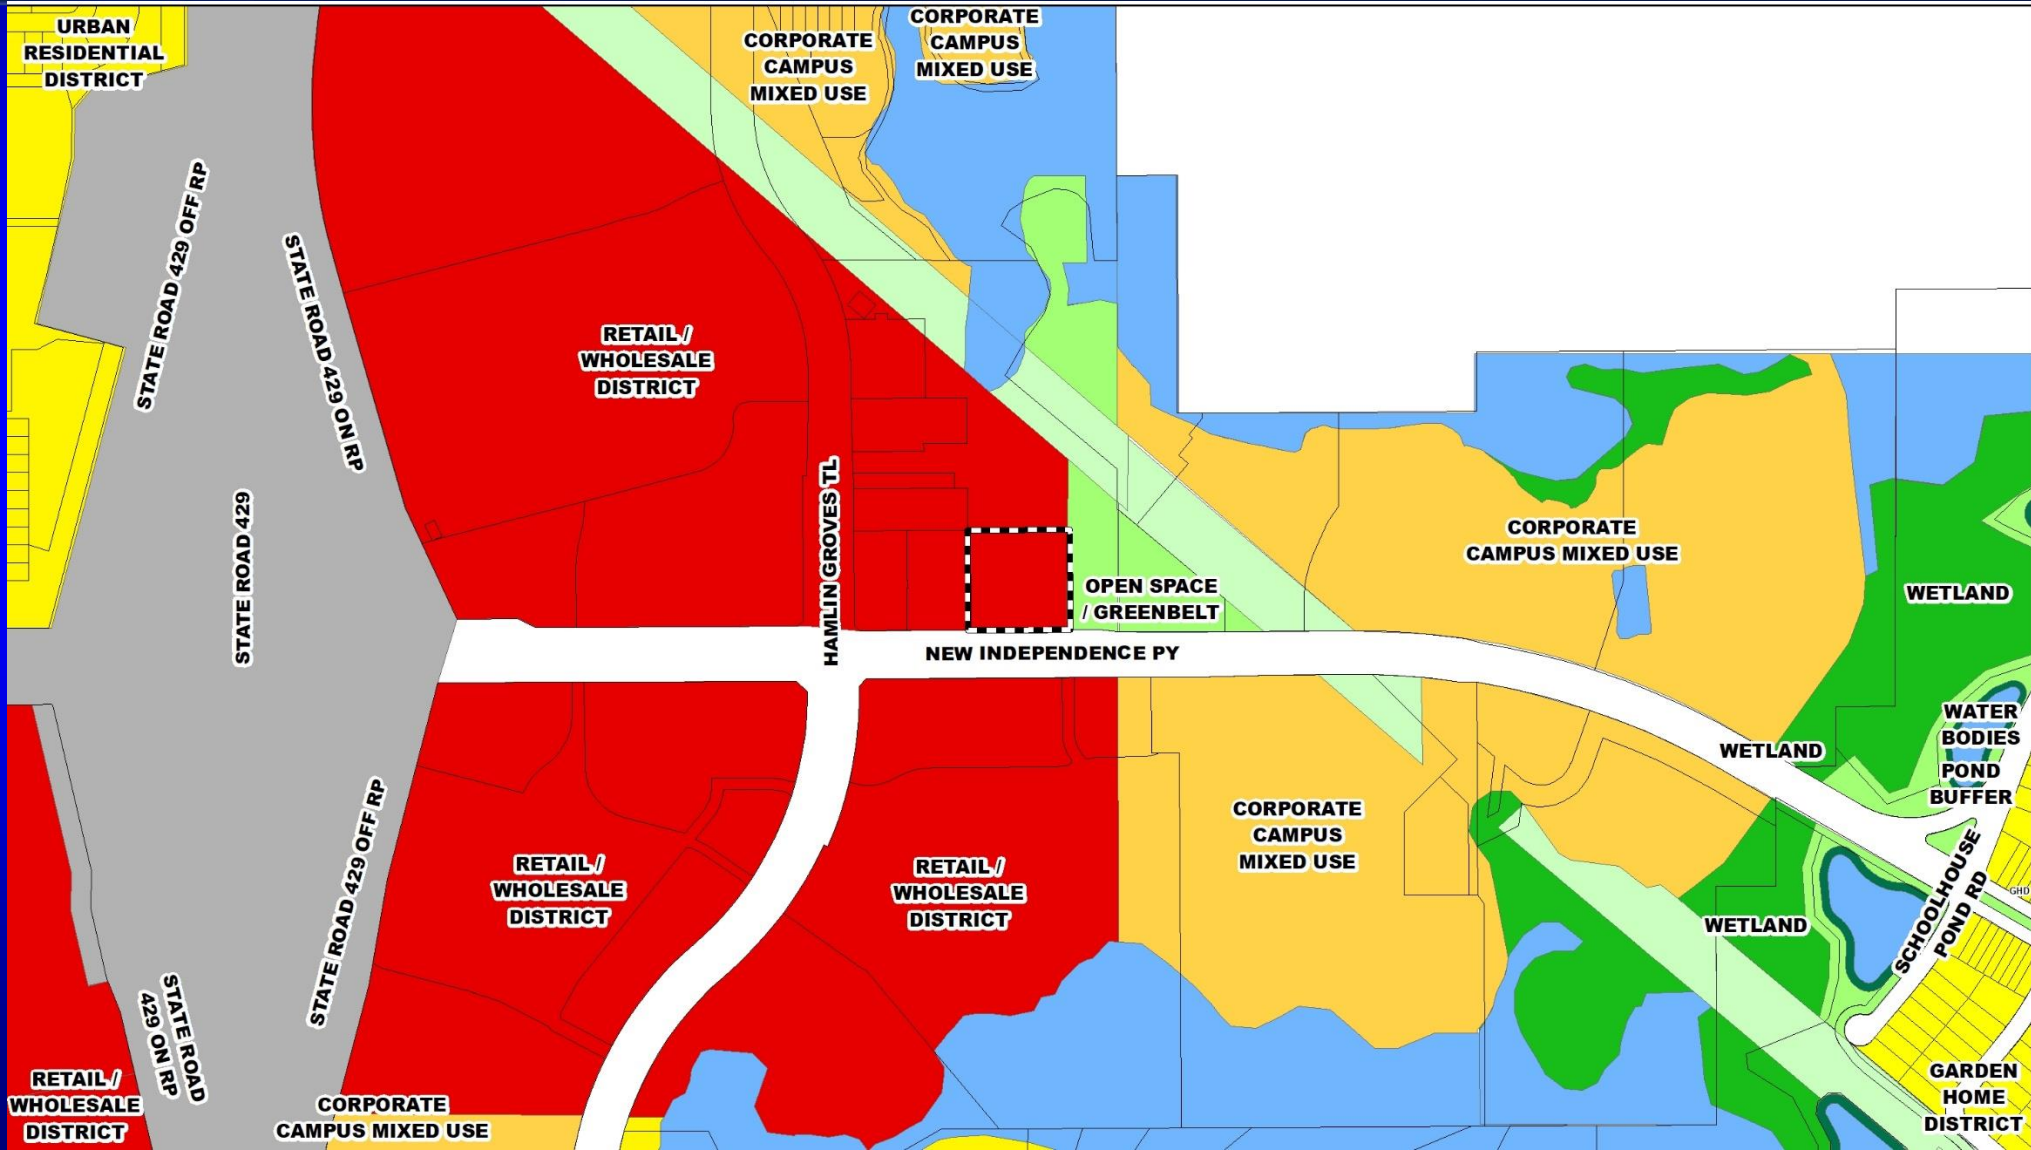 URBAN
RESIDENTIAL
DISTRICT
CORPORATE
CAMPUS
MIXED USE
CORPORATE
CAMPUS
MIXED USE
STATE ROAD 429 OFF RP
STATE ROAD 429 ON RP
RETAIL /
WHOLESALE
DISTRICT
STATE ROAD 429
HAMLIN GROVES TL
CORPORATE
CAMPUS MIXED USE
OPEN SPACE
/ GREENBELT
WETLAND
NEW INDEPENDENCE PY
WATER
BODIES
WETLAND
POND
BUFFER
CORPORATE
CAMPUS
MIXED USE
STATE ROAD 429 OFF RP
RETAIL /
WHOLESALE
DISTRICT
RETAIL /
WHOLESALE
DISTRICT
WETLAND
SCHOOLHOUSE
POND RD
GHD
STATE ROAD
429 ON RP
RETAIL /
WHOLESALE
DISTRICT
CORPORATE
CAMPUS MIXED USE
GARDEN
HOME
DISTRICT